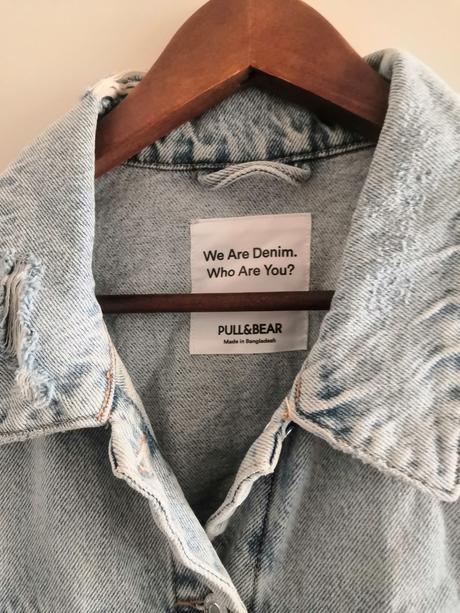 We Are Denim.
Who Are You?
PULL&BEAR
Made in Bangladesh